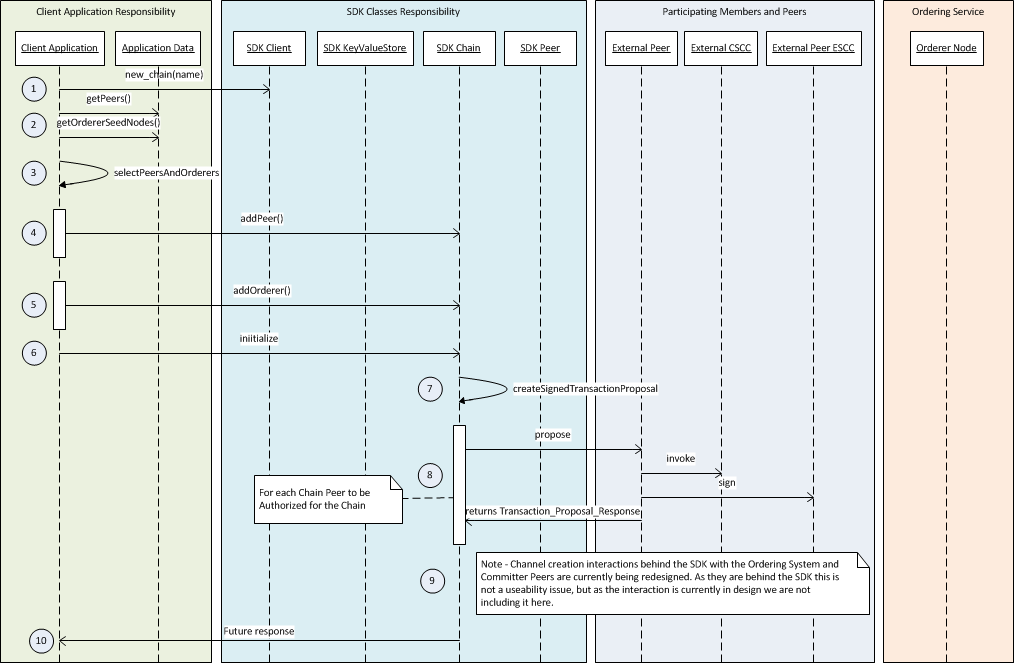 Client Application Responsibility
SDK Classes Responsibility
Participating Members and Peers
Ordering Service
Client Application
Application Data
SDK Client
SDK KeyValueStore
SDK Chain
SDK Peer
External Peer
External CSCC
External Peer ESCC
Orderer Node
new_chain(name)
1
getPeers()
2
getOrdererSeedNodes()
3
selectPeersAndOrderers
addPeer()
4
addOrderer()
5
iniitialize
6
7
createSignedTransactionProposal
propose
invoke
8
sign
For each Chain Peer to be
Authorized for the Chain
returns Transaction_Proposal_Response
9
Note - Channel creation interactions behind the SDK with the Ordering System and
Committer Peers are currently being redesigned. As they are behind the SDK this is
not a useability issue, but as the interaction is currently in design we are not
including it here.
Future response
10